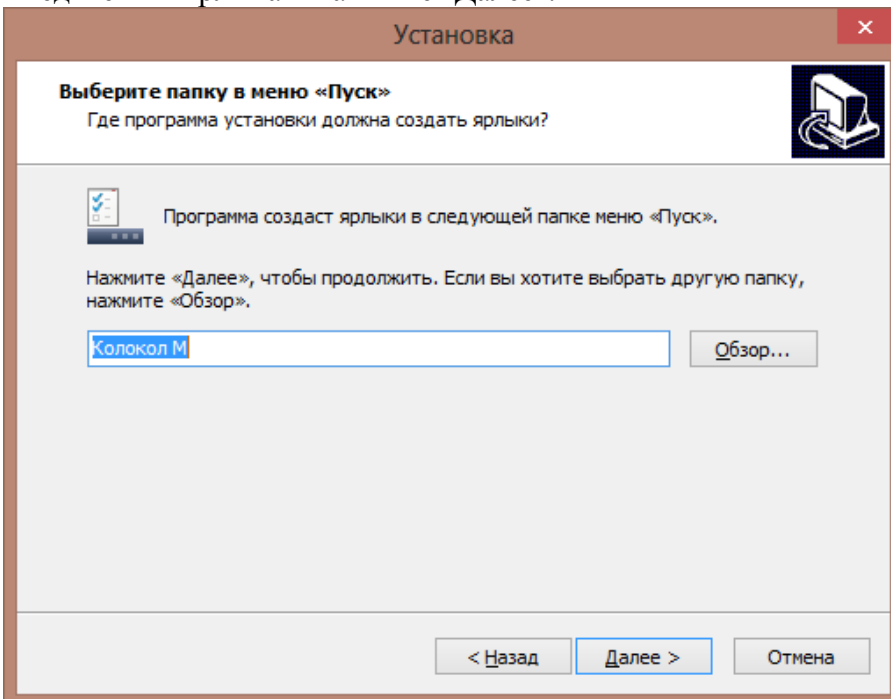 Установка
Выберите папку в меню «Пуск»
Где программа установки должна создать ярлыки?
Программа создаст ярлыки в следующей папке меню «Пуск».
Нажмите «Далее», чтобы продолжить. Если вы хотите выбрать другую папку,
нажмите «Обзор».
Колокол М
Обзор...
< Назад
Далее >
Отмена